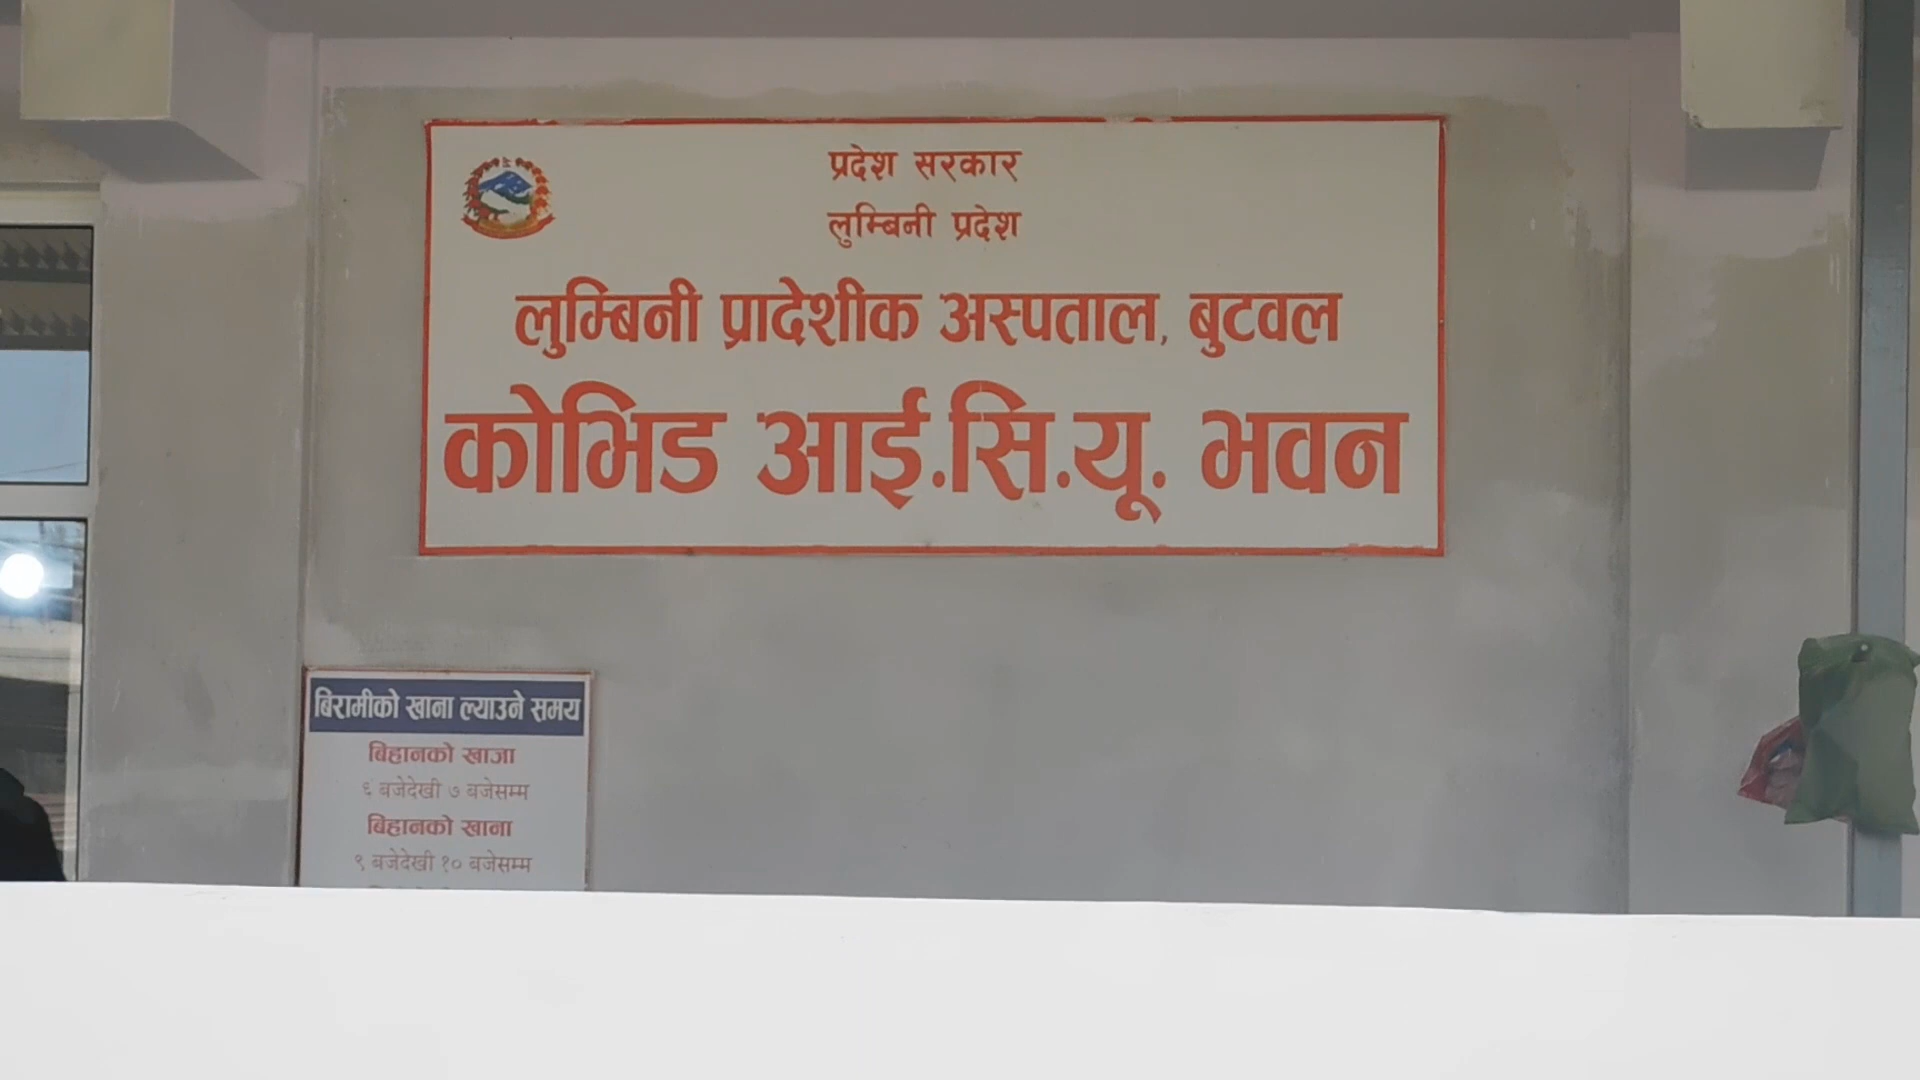 प्रदेश सरकार
लुम्बिनी प्रदेश
लुम्बिनी प्रादेशीक अस्पताल, बुटवल
कोभिड आई.सि.यू. भवन
बिरामीको खाना ल्याउने समय
बिहानको खाजा
६ बजेदेखी ७ बजेसम्म
बिहानको खाना
९ बजेदेखी १० बजेसम्म